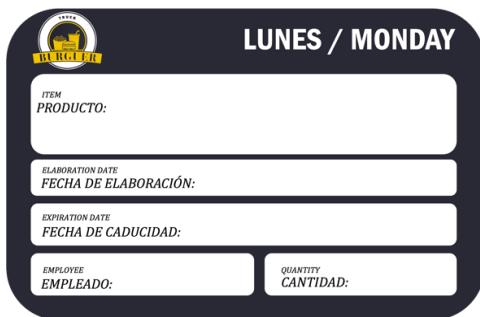 TRUCK
BURGUER
LUNES / MONDAY
ITEM
PRODUCTO:
ELABORATION DATE
FECHA DE ELABORACIÓN:
EXPIRATION DATE
FECHA DE CADUCIDAD:
EMPLOYEE
EMPLEADO:
QUANTITY
CANTIDAD: